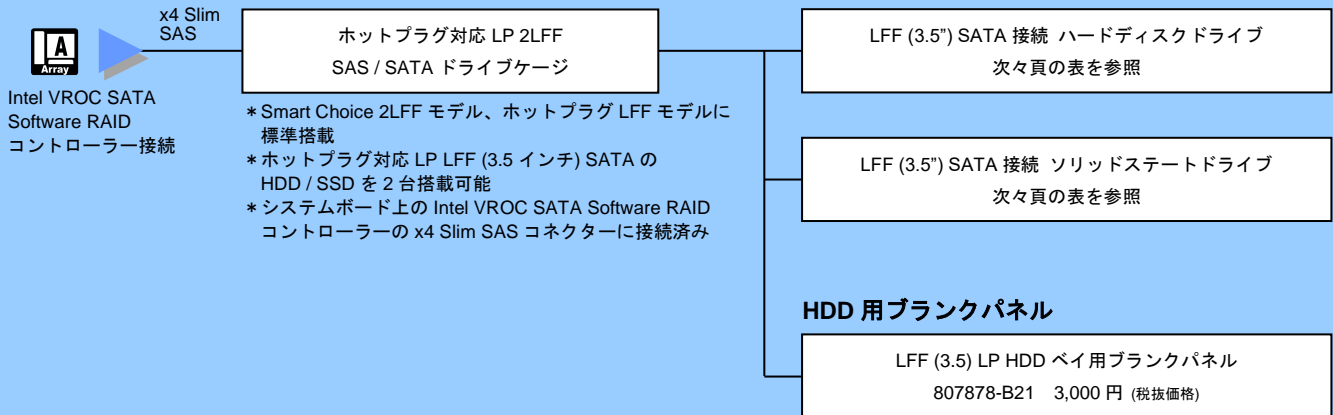 x4 Slim
SAS
A
Array
Intel VROC SATA
Software RAID
コントローラー接続
ホットプラグ対応 LP 2LFF
SAS / SATA ドライブケージ
＊Smart Choice 2LFF モデル、ホットプラグ LFF モデルに
標準搭載
＊ホットプラグ対応 LP LFF (3.5 インチ) SATA の
HDD / SSD を 2 台搭載可能
＊システムボード上の Intel VROC SATA Software RAID
コントローラーの x4 Slim SAS コネクターに接続済み
LFF (3.5”) SATA 接続 ハードディスクドライブ
次々頁の表を参照
LFF (3.5”) SATA 接続 ソリッドステートドライブ
次々頁の表を参照
HDD 用ブランクパネル
LFF (3.5) LP HDD ベイ用ブランクパネル
807878-B21 3,000 円 (税抜価格)